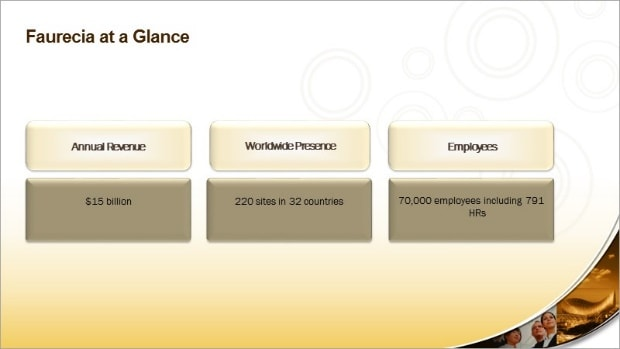 Faurecia at a Glance
Annual Revenue
Worldwide Presence
Employees
$15 billion
220 sites in 32 countries
70,000 employees including 791
HRs